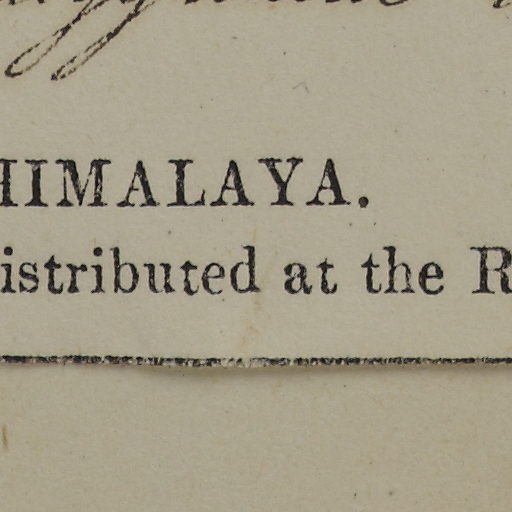 HIMALAYA.
istributed at the R